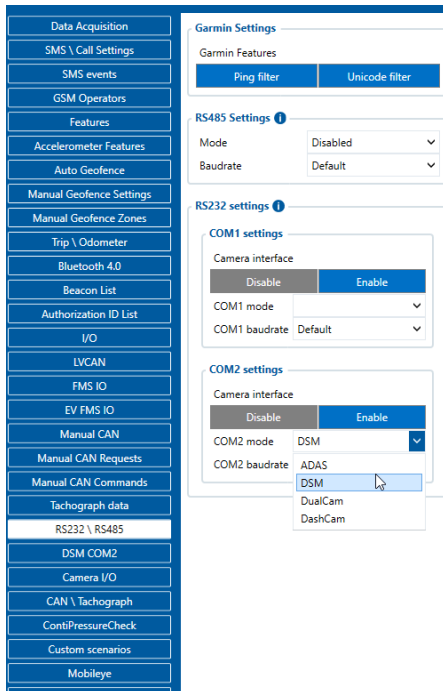 Data Acquisition
SMS \ Call Settings
SMS events
GSM Operators
Features
Accelerometer Features
Auto Geofence
Manual Geofence Settings
Manual Geofence Zones
Trip \ Odometer
Bluetooth 4.0
Beacon List
Authorization ID List
I/O
LVCAN
FMS IO
EV FMS IO
Manual CAN
Manual CAN Requests
Manual CAN Commands
Tachograph data
RS232 \ RS485
DSM COM2
Camera I/O
CAN \ Tachograph
ContiPressureCheck
Custom scenarios
Mobileye
Garmin Settings
Garmin Features
Ping filter Unicode filter
RS485 Settings i
Mode Disabled
Baudrate Default
RS232 settings i
COM1 settings
Camera interface
Disable Enable
COM1 mode
COM1 baudrate Default
COM2 settings
Camera interface
Disable Enable
COM2 mode DSM
COM2 baudrate ADAS
DSM
DualCam
DashCam